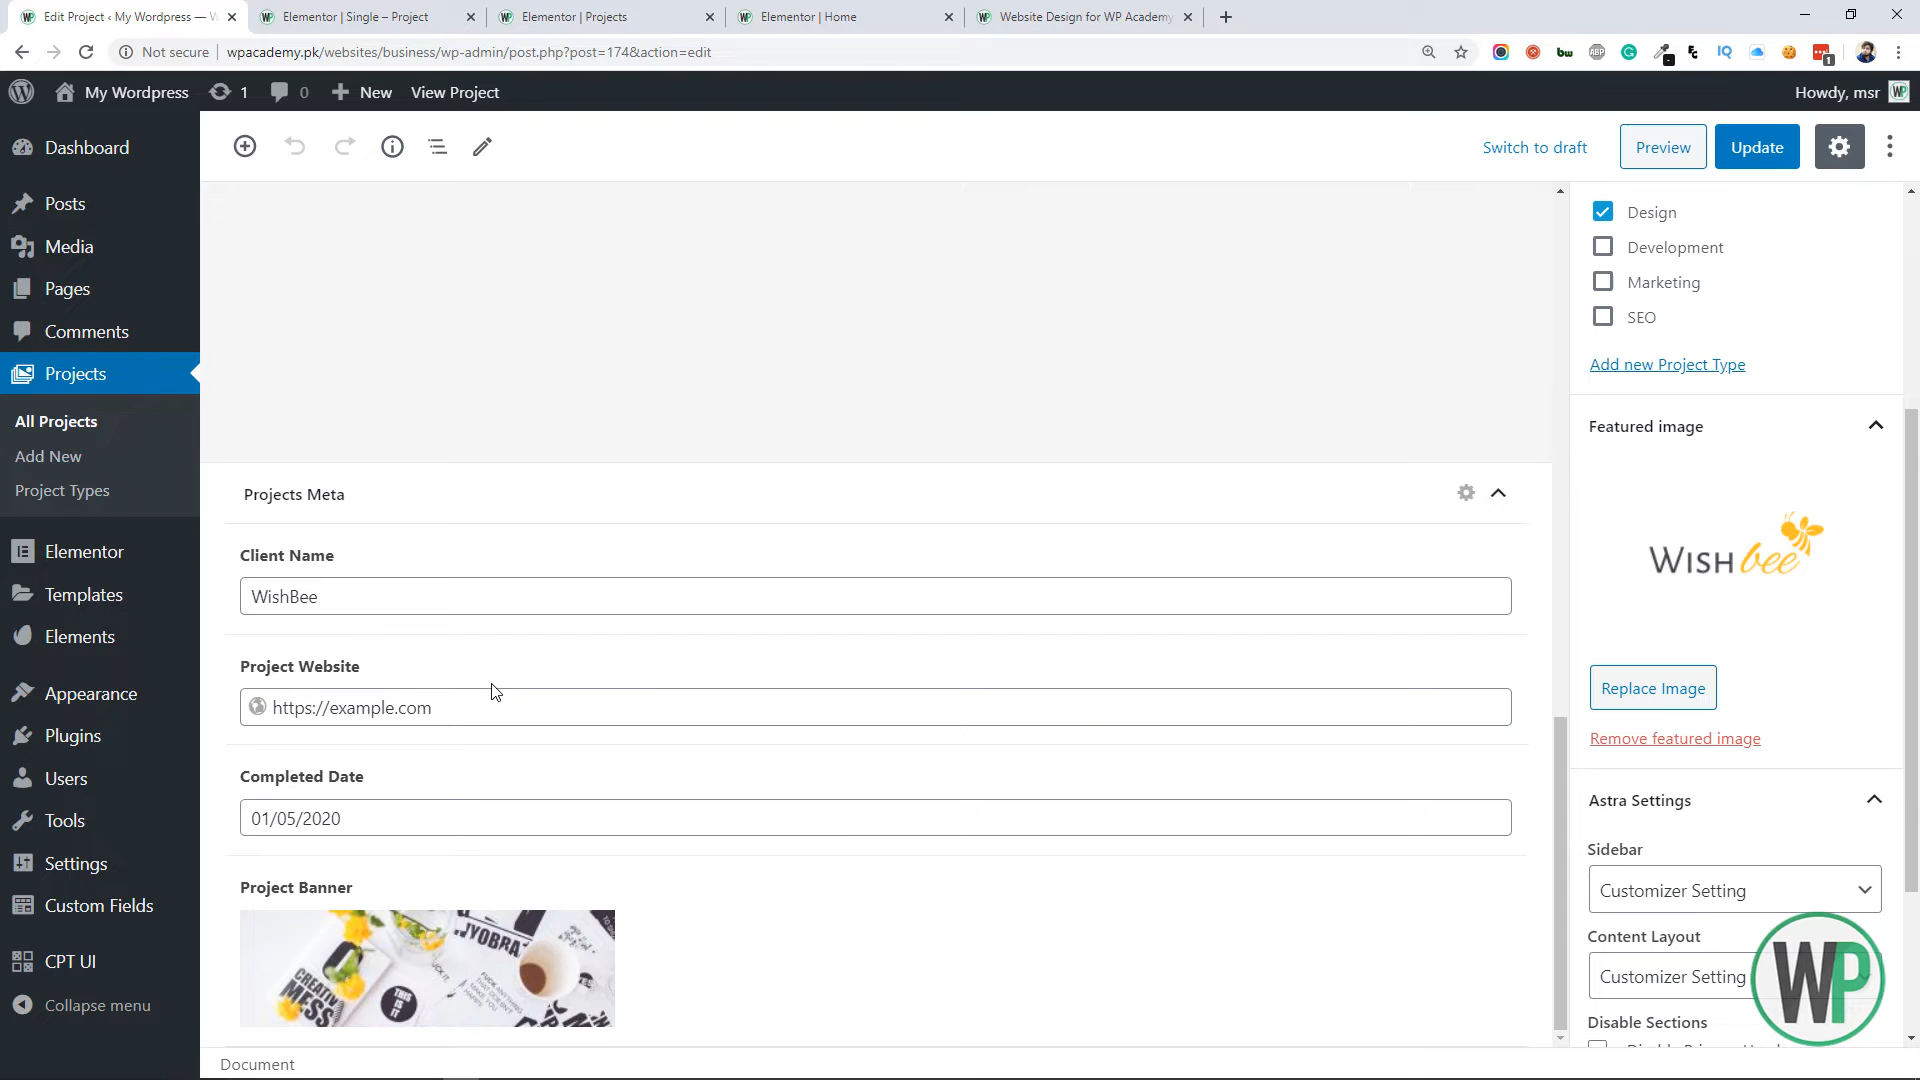 Edit Project ‹ My Wordpress —
Elementor | Single – Project
Elementor | Projects
Elementor | Home
Website Design for WP Academy
Not secure
wpacademy.pk/websites/business/wp-admin/post.php?post=174&action=edit
My Wordpress
1
0
New
View Project
Howdy, msr
Dashboard
Posts
Media
Pages
Comments
Projects
All Projects
Add New
Project Types
Elementor
Templates
Elements
Appearance
Plugins
Users
Tools
Settings
Custom Fields
CPT UI
Collapse menu
Switch to draft
Preview
Update
Projects Meta
Client Name
WishBee
Project Website
https://example.com
Completed Date
01/05/2020
Project Banner
CREATIV
MESS
THIS
IS IT
Document
Design
Development
Marketing
SEO
Add new Project Type
Featured image
WISH bee
Replace Image
Remove featured image
Astra Settings
Sidebar
Customizer Setting
Content Layout
Customizer Setting
Disable Sections
WP